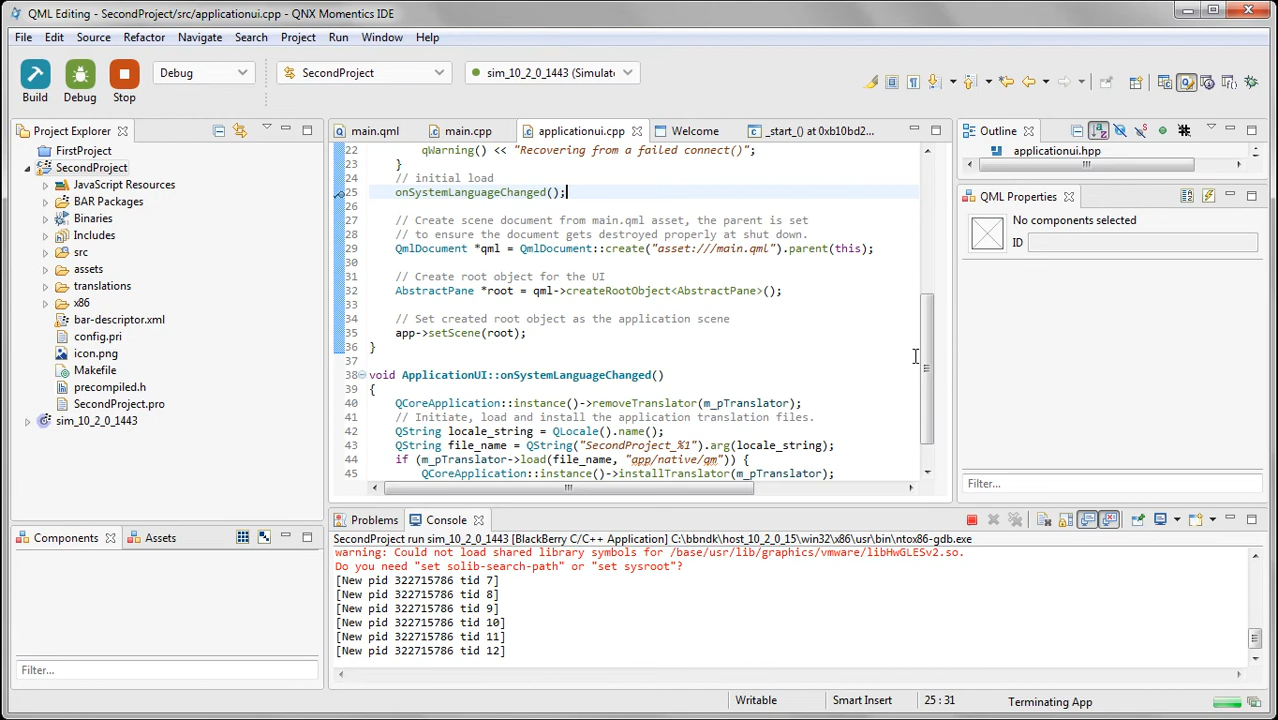 QML Editing - SecondProject/src/applicationui.cpp - QNX Momentics IDE
File Edit Source Refactor Navigate Search Project Run Window Help
Debug SecondProject sim_10_2_0_1443 (Simulat
Build Debug Stop
Project Explorer
FirstProject
SecondProject
JavaScript Resources
BAR Packages
Binaries
Includes
src
assets
translations
x86
bar-descriptor.xml
config.pri
icon.png
Makefile
precompiled.h
SecondProject.pro
sim_10_2_0_1443
main.qml main.cpp applicationui.cpp Welcome _start_() at 0xb10bd2...
22 qWarning() << "Recovering from a failed connect()";
23 }
24 // initial load
25 onSystemLanguageChanged();
26
27 // Create scene document from main.qml asset, the parent is set
28 // to ensure the document gets destroyed properly at shut down.
29 QmlDocument *qml = QmlDocument::create("asset:///main.qml").parent(this);
30
31 // Create root object for the UI
32 AbstractPane *root = qml->createRootObject<AbstractPane>();
33
34 // Set created root object as the application scene
35 app->setScene(root);
36 }
37
38 void ApplicationUI::onSystemLanguageChanged()
39 {
40 QCoreApplication::instance()->removeTranslator(m_pTranslator);
41 // Initiate, load and install the application translation files.
42 QString locale_string = QLocale().name();
43 QString file_name = QString("SecondProject_%1").arg(locale_string);
44 if (m_pTranslator->load(file_name, "app/native/qm")) {
45 QCoreApplication::instance()->installTranslator(m_pTranslator);
Outline
applicationui.hpp
QML Properties
No components selected
ID
Filter...
Components Assets
Filter...
Problems Console
SecondProject run sim_10_2_0_1443 [BlackBerry C/C++ Application] C:\bbndk\host_10_2_0_15\win32\x86\usr\bin\ntox86-gdb.exe
warning: Could not load shared library symbols for /base/usr/lib/graphics/vmware/libHwGLESv2.so.
Do you need "set solib-search-path" or "set sysroot"?
[New pid 322715786 tid 7]
[New pid 322715786 tid 8]
[New pid 322715786 tid 9]
[New pid 322715786 tid 10]
[New pid 322715786 tid 11]
[New pid 322715786 tid 12]
Writable Smart Insert 25 : 31 Terminating App